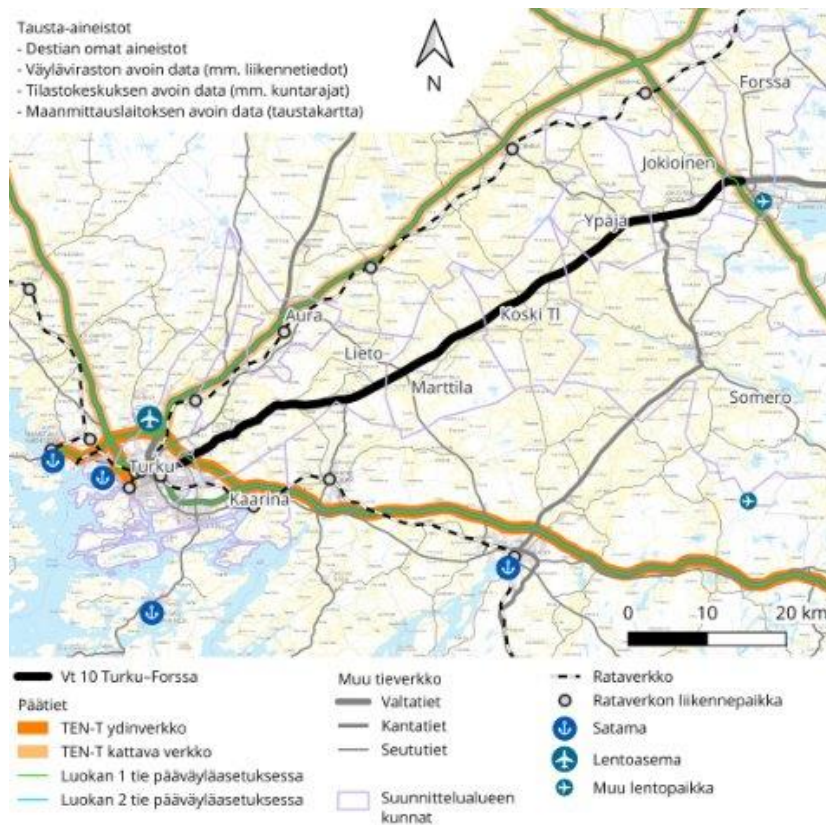 Tausta-aineistot
- Destian omat aineistot
- Väyläviraston avoin data (mm. liikennetiedot)
- Tilastokeskuksen avoin data (mm. kuntarajat)
- Maanmittauslaitoksen avoin data (taustakartta)
N
Forssa
Jokioinen
Ypäjä
Koski Tl
Aura
Lieto
Marttila
Somero
Turku
Kaarina
0 10 20 km
Vt 10 Turku–Forssa
Päätiet
TEN-T ydinverkko
TEN-T kattava verkko
Luokan 1 tie pääväyläasetuksessa
Luokan 2 tie pääväyläasetuksessa
Muu tieverkko
Valtatiet
Kantatiet
Seututiet
Suunnittelualueen
kunnat
Rataverkko
Rataverkon liikennepaikka
Satama
Lentoasema
Muu lentopaikka